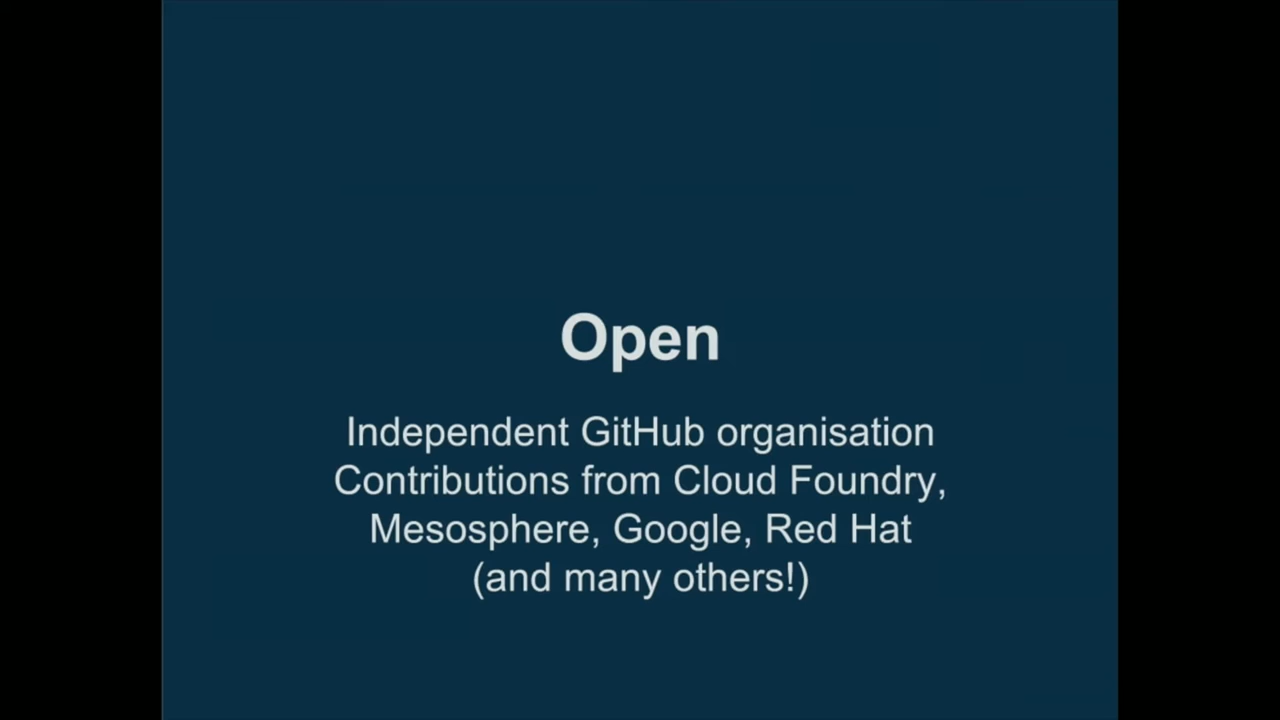 Open
Independent GitHub organisation
Contributions from Cloud Foundry,
Mesosphere, Google, Red Hat
(and many others!)